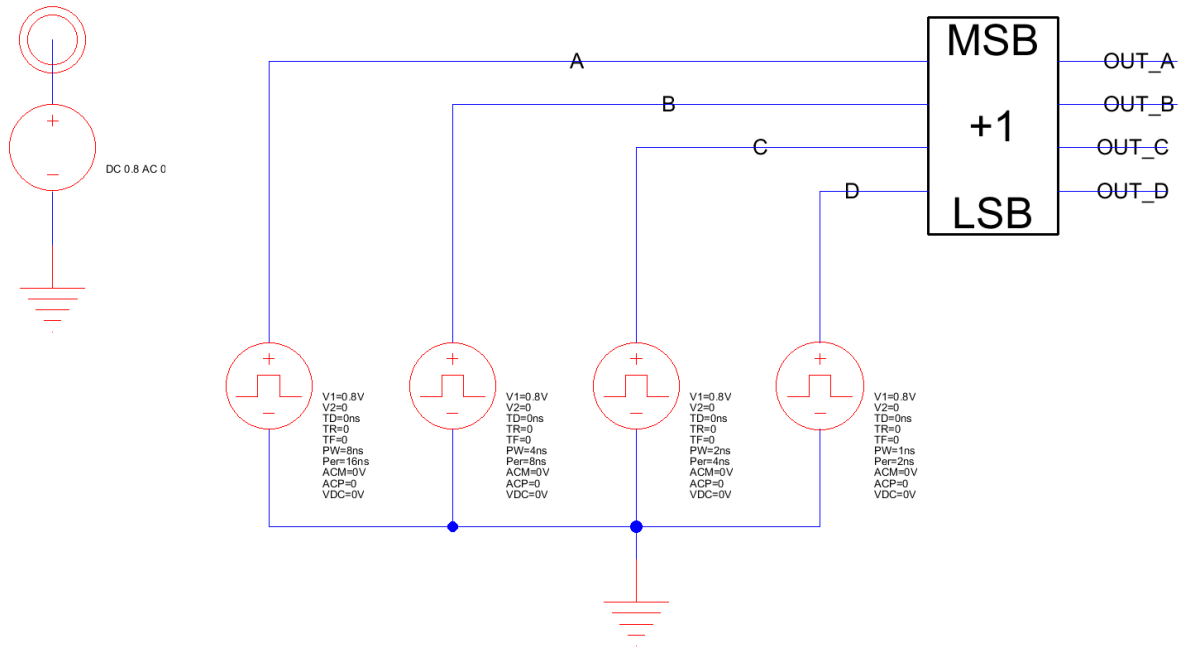 MSB
A
OUT_A
B
OUT_B
+1
C
OUT_C
DC 0.8 AC 0
D
OUT_D
LSB
V1=0.8V
V2=0
TD=0ns
TR=0
TF=0
PW=8ns
Per=16ns
ACM=0V
ACP=0
VDC=0V
V1=0.8V
V2=0
TD=0ns
TR=0
TF=0
PW=4ns
Per=8ns
ACM=0V
ACP=0
VDC=0V
V1=0.8V
V2=0
TD=0ns
TR=0
TF=0
PW=2ns
Per=4ns
ACM=0V
ACP=0
VDC=0V
V1=0.8V
V2=0
TD=0ns
TR=0
TF=0
PW=1ns
Per=2ns
ACM=0V
ACP=0
VDC=0V